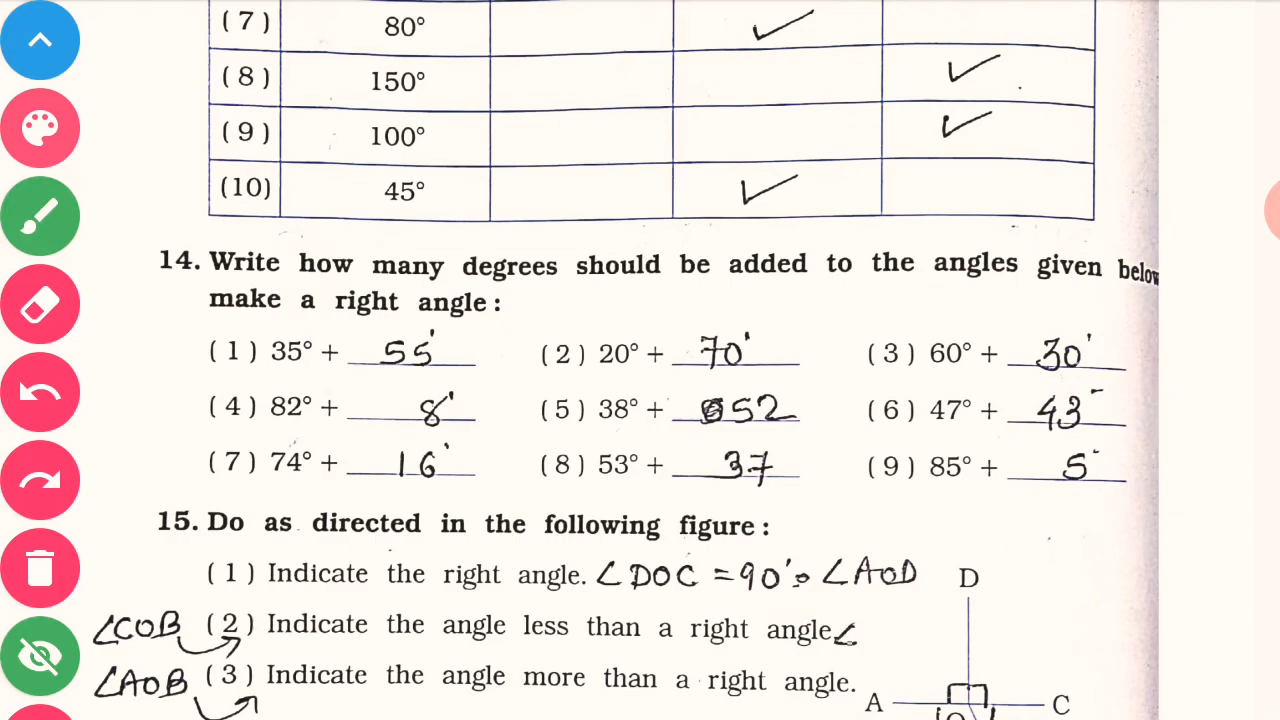 (7) 80°
(8) 150°
(9) 100°
(10) 45°
14. Write how many degrees should be added to the angles given below
make a right angle :
(1) 35° + 55° (2) 20° + 70° (3) 60° + 30°
(4) 82° + 8° (5) 38° + 52 (6) 47° + 43°
(7) 74° + 16° (8) 53° + 37 (9) 85° + 5°
15. Do as directed in the following figure :
(1) Indicate the right angle. ∠DOC = 90° ∠AOD D
∠COB (2) Indicate the angle less than a right angle ∠
∠AOB (3) Indicate the angle more than a right angle.
A O C